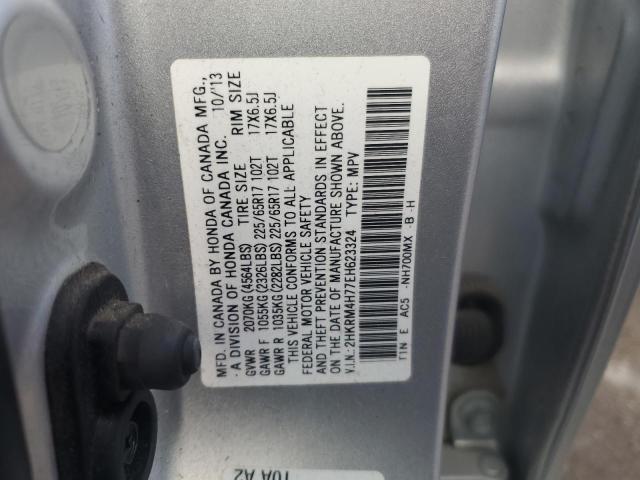 MFD. IN CANADA BY HONDA OF CANADA MFG.,
A DIVISION OF HONDA CANADA INC. 10/'13
GVWR 2070KG (4564LBS) TIRE SIZE RIM SIZE
GAWR F 1055KG (2326LBS) 225/65R17 102T 17X6.5J
GAWR R 1035KG (2282LBS) 225/65R17 102T 17X6.5J
THIS VEHICLE CONFORMS TO ALL APPLICABLE
FEDERAL MOTOR VEHICLE SAFETY
AND THEFT PREVENTION STANDARDS IN EFFECT
ON THE DATE OF MANUFACTURE SHOWN ABOVE.
V.I.N.: 2HKRM4H77EH623324 TYPE: MPV
T1N E AC5 -NH700MX -B -H
10A A2